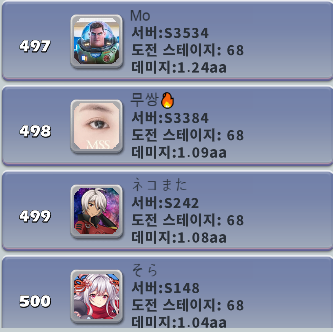 497
Mo
서버:S3534
도전 스테이지: 68
데미지:1.24aa
498
MSS
무쌍🔥
서버:S3384
도전 스테이지: 68
데미지:1.09aa
499
ネコまた
서버:S242
도전 스테이지: 68
데미지:1.08aa
500
そら
서버:S148
도전 스테이지: 68
데미지:1.04aa